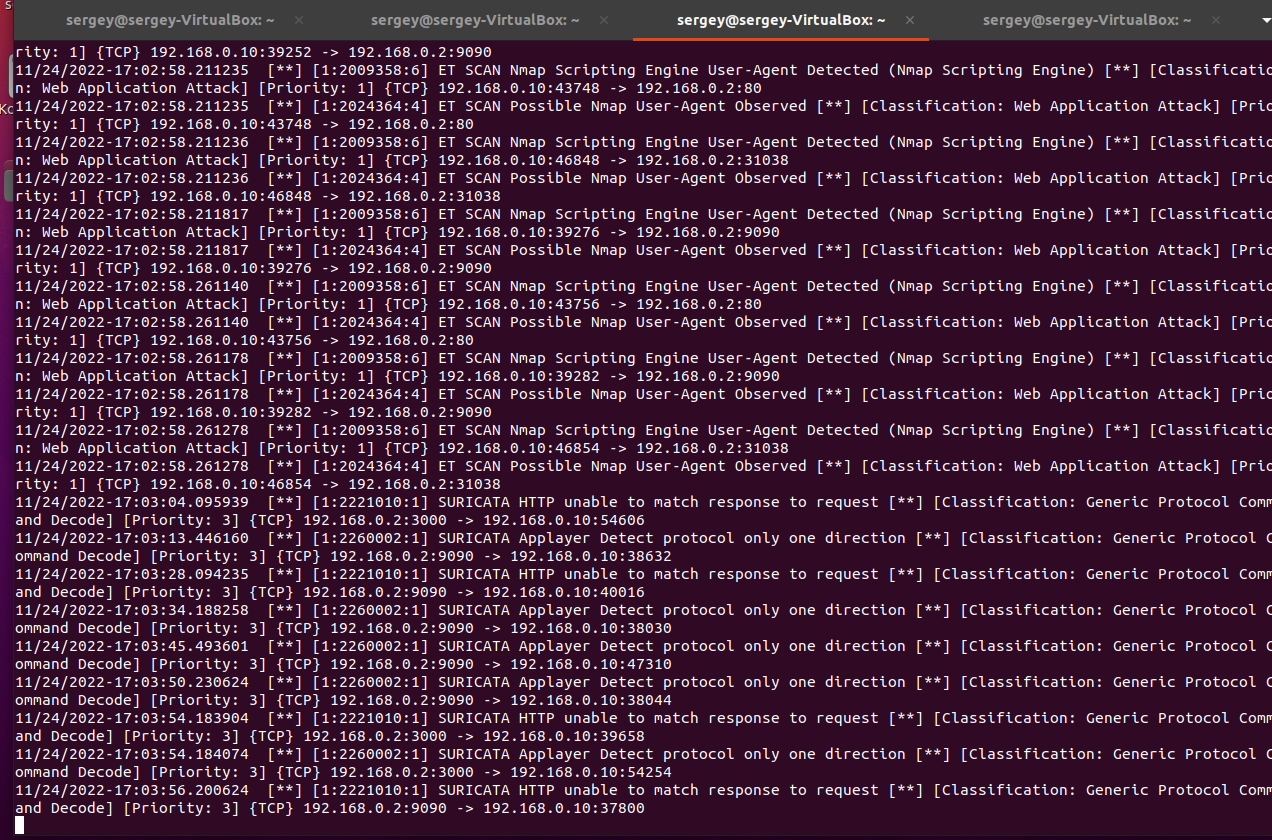 s
sergey@sergey-VirtualBox: ~ × sergey@sergey-VirtualBox: ~ × sergey@sergey-VirtualBox: ~ × sergey@sergey-VirtualBox: ~ ×
Ko
rity: 1] {TCP} 192.168.0.10:39252 -> 192.168.0.2:9090
11/24/2022-17:02:58.211235  [**] [1:2009358:6] ET SCAN Nmap Scripting Engine User-Agent Detected (Nmap Scripting Engine) [**] [Classificatio
n: Web Application Attack] [Priority: 1] {TCP} 192.168.0.10:43748 -> 192.168.0.2:80
11/24/2022-17:02:58.211235  [**] [1:2024364:4] ET SCAN Possible Nmap User-Agent Observed [**] [Classification: Web Application Attack] [Prio
rity: 1] {TCP} 192.168.0.10:43748 -> 192.168.0.2:80
11/24/2022-17:02:58.211236  [**] [1:2009358:6] ET SCAN Nmap Scripting Engine User-Agent Detected (Nmap Scripting Engine) [**] [Classificatio
n: Web Application Attack] [Priority: 1] {TCP} 192.168.0.10:46848 -> 192.168.0.2:31038
11/24/2022-17:02:58.211236  [**] [1:2024364:4] ET SCAN Possible Nmap User-Agent Observed [**] [Classification: Web Application Attack] [Prio
rity: 1] {TCP} 192.168.0.10:46848 -> 192.168.0.2:31038
11/24/2022-17:02:58.211817  [**] [1:2009358:6] ET SCAN Nmap Scripting Engine User-Agent Detected (Nmap Scripting Engine) [**] [Classificatio
n: Web Application Attack] [Priority: 1] {TCP} 192.168.0.10:39276 -> 192.168.0.2:9090
11/24/2022-17:02:58.211817  [**] [1:2024364:4] ET SCAN Possible Nmap User-Agent Observed [**] [Classification: Web Application Attack] [Prio
rity: 1] {TCP} 192.168.0.10:39276 -> 192.168.0.2:9090
11/24/2022-17:02:58.261140  [**] [1:2009358:6] ET SCAN Nmap Scripting Engine User-Agent Detected (Nmap Scripting Engine) [**] [Classificatio
n: Web Application Attack] [Priority: 1] {TCP} 192.168.0.10:43756 -> 192.168.0.2:80
11/24/2022-17:02:58.261140  [**] [1:2024364:4] ET SCAN Possible Nmap User-Agent Observed [**] [Classification: Web Application Attack] [Prio
rity: 1] {TCP} 192.168.0.10:43756 -> 192.168.0.2:80
11/24/2022-17:02:58.261178  [**] [1:2009358:6] ET SCAN Nmap Scripting Engine User-Agent Detected (Nmap Scripting Engine) [**] [Classificatio
n: Web Application Attack] [Priority: 1] {TCP} 192.168.0.10:39282 -> 192.168.0.2:9090
11/24/2022-17:02:58.261178  [**] [1:2024364:4] ET SCAN Possible Nmap User-Agent Observed [**] [Classification: Web Application Attack] [Prio
rity: 1] {TCP} 192.168.0.10:39282 -> 192.168.0.2:9090
11/24/2022-17:02:58.261278  [**] [1:2009358:6] ET SCAN Nmap Scripting Engine User-Agent Detected (Nmap Scripting Engine) [**] [Classificatio
n: Web Application Attack] [Priority: 1] {TCP} 192.168.0.10:46854 -> 192.168.0.2:31038
11/24/2022-17:02:58.261278  [**] [1:2024364:4] ET SCAN Possible Nmap User-Agent Observed [**] [Classification: Web Application Attack] [Prio
rity: 1] {TCP} 192.168.0.10:46854 -> 192.168.0.2:31038
11/24/2022-17:03:04.095939  [**] [1:2221010:1] SURICATA HTTP unable to match response to request [**] [Classification: Generic Protocol Comm
and Decode] [Priority: 3] {TCP} 192.168.0.2:3000 -> 192.168.0.10:54606
11/24/2022-17:03:13.446160  [**] [1:2260002:1] SURICATA Applayer Detect protocol only one direction [**] [Classification: Generic Protocol C
ommand Decode] [Priority: 3] {TCP} 192.168.0.2:9090 -> 192.168.0.10:38632
11/24/2022-17:03:28.094235  [**] [1:2221010:1] SURICATA HTTP unable to match response to request [**] [Classification: Generic Protocol Comm
and Decode] [Priority: 3] {TCP} 192.168.0.2:9090 -> 192.168.0.10:40016
11/24/2022-17:03:34.188258  [**] [1:2260002:1] SURICATA Applayer Detect protocol only one direction [**] [Classification: Generic Protocol C
ommand Decode] [Priority: 3] {TCP} 192.168.0.2:9090 -> 192.168.0.10:38030
11/24/2022-17:03:45.493601  [**] [1:2260002:1] SURICATA Applayer Detect protocol only one direction [**] [Classification: Generic Protocol C
ommand Decode] [Priority: 3] {TCP} 192.168.0.2:9090 -> 192.168.0.10:47310
11/24/2022-17:03:50.230624  [**] [1:2260002:1] SURICATA Applayer Detect protocol only one direction [**] [Classification: Generic Protocol C
ommand Decode] [Priority: 3] {TCP} 192.168.0.2:9090 -> 192.168.0.10:38044
11/24/2022-17:03:54.183904  [**] [1:2221010:1] SURICATA HTTP unable to match response to request [**] [Classification: Generic Protocol Comm
and Decode] [Priority: 3] {TCP} 192.168.0.2:3000 -> 192.168.0.10:39658
11/24/2022-17:03:54.184074  [**] [1:2260002:1] SURICATA Applayer Detect protocol only one direction [**] [Classification: Generic Protocol C
ommand Decode] [Priority: 3] {TCP} 192.168.0.2:3000 -> 192.168.0.10:54254
11/24/2022-17:03:56.200624  [**] [1:2221010:1] SURICATA HTTP unable to match response to request [**] [Classification: Generic Protocol Comm
and Decode] [Priority: 3] {TCP} 192.168.0.2:9090 -> 192.168.0.10:37800